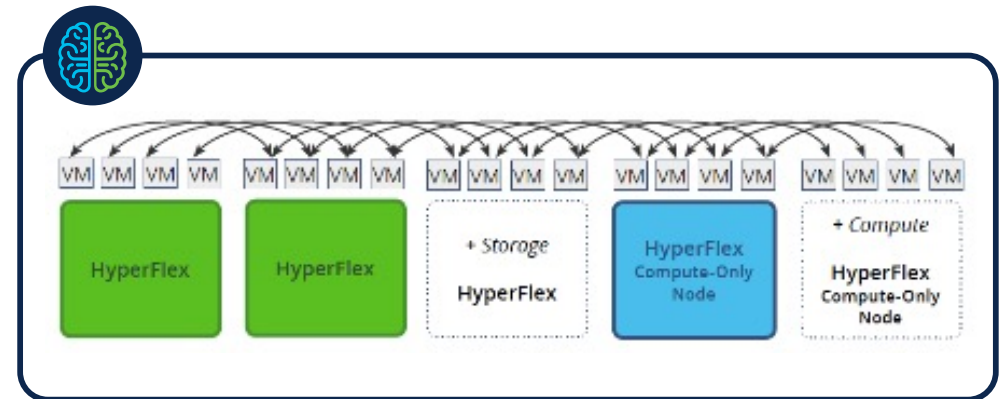 VM VM VM VM VM VM VM VM VM VM VM VM VM VM VM VM VM VM VM VM
HyperFlex
HyperFlex
+ Storage
HyperFlex
HyperFlex
Compute-Only
Node
+ Compute
HyperFlex
Compute-Only
Node